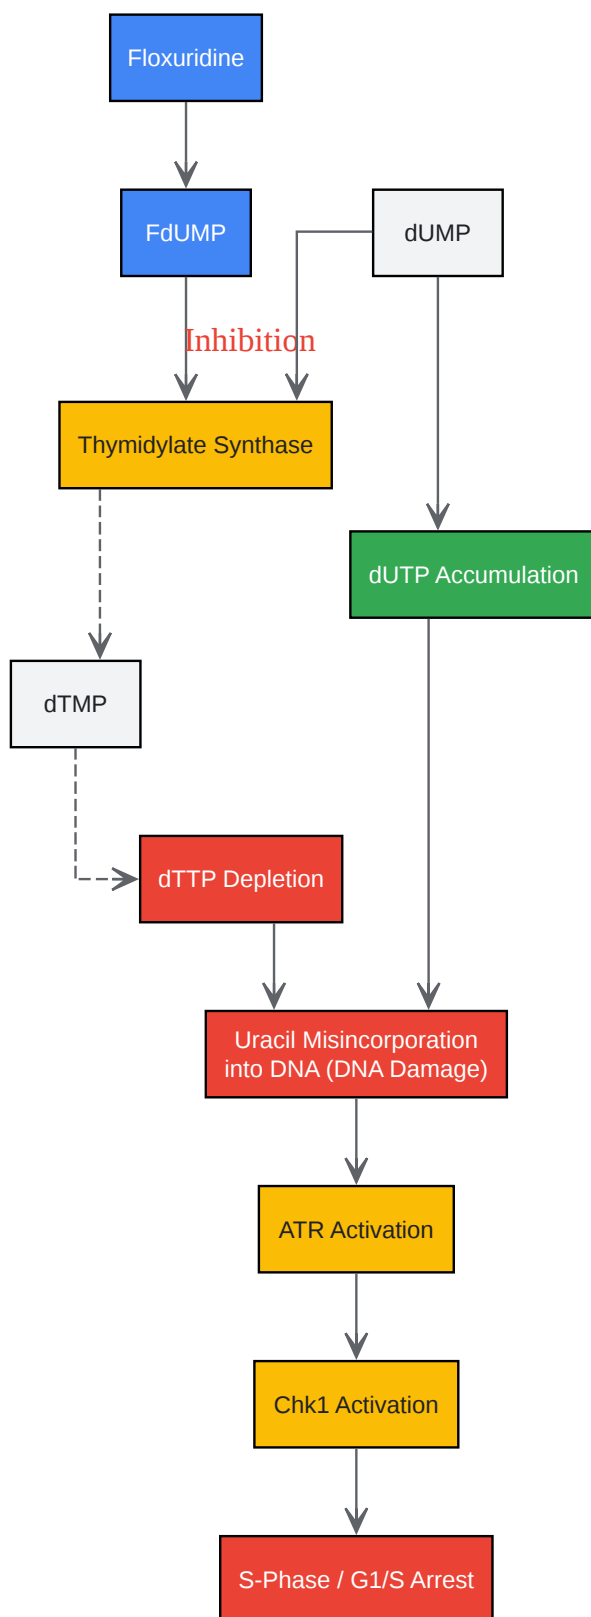 Floxuridine
FdUMP
dUMP
Inhibition
Thymidylate Synthase
dUTP Accumulation
dTMP
dTTP Depletion
Uracil Misincorporation
into DNA (DNA Damage)
ATR Activation
Chk1 Activation
S-Phase / G1/S Arrest